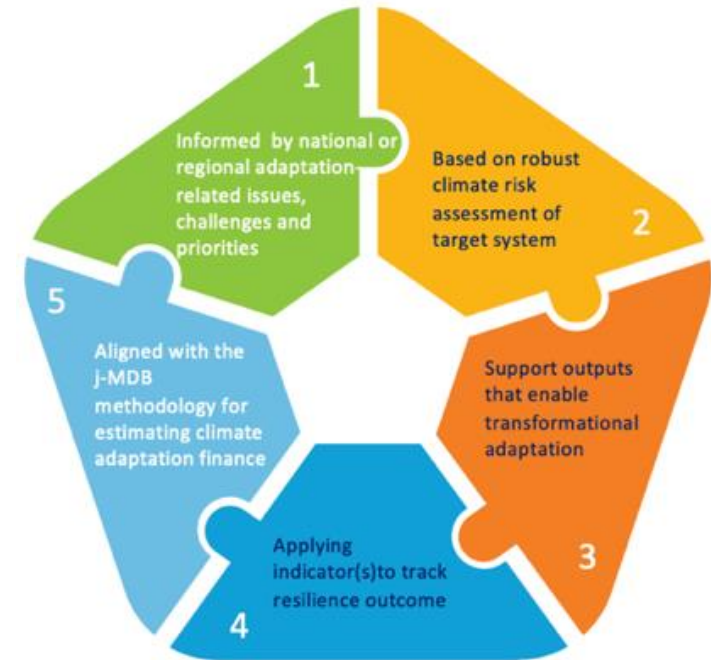 1
Informed by national or
regional adaptation
related issues,
challenges and
priorities
2
Based on robust
climate risk
assessment of
target system
3
Support outputs
that enable
transformational
adaptation
4
Applying
indicator(s)to track
resilience outcome
5
Aligned with the
j-MDB
methodology for
estimating climate
adaptation finance